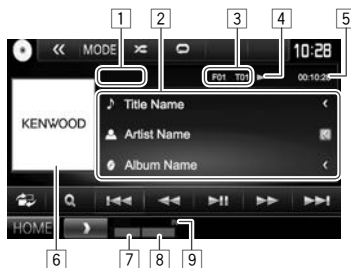 1 2 3 4 5
MODE 10:28
F01 T01 00:10:28
Title Name
KENWOOD
Artist Name
Album Name
HOME
6 7 8 9